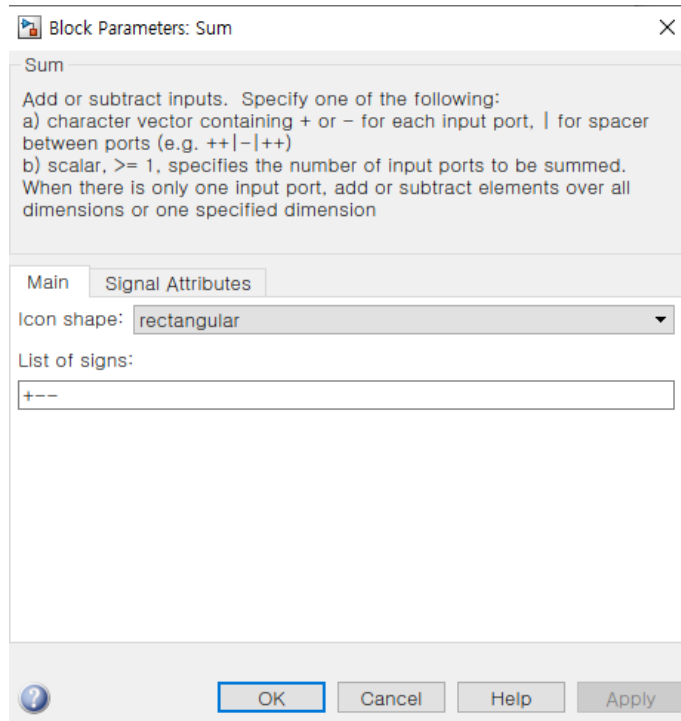 Block Parameters: Sum
Sum
Add or subtract inputs. Specify one of the following:
a) character vector containing + or - for each input port, | for spacer
between ports (e.g. ++|-|++)
b) scalar, >= 1, specifies the number of input ports to be summed.
When there is only one input port, add or subtract elements over all
dimensions or one specified dimension
Main Signal Attributes
Icon shape: rectangular
List of signs:
+--
OK Cancel Help Apply